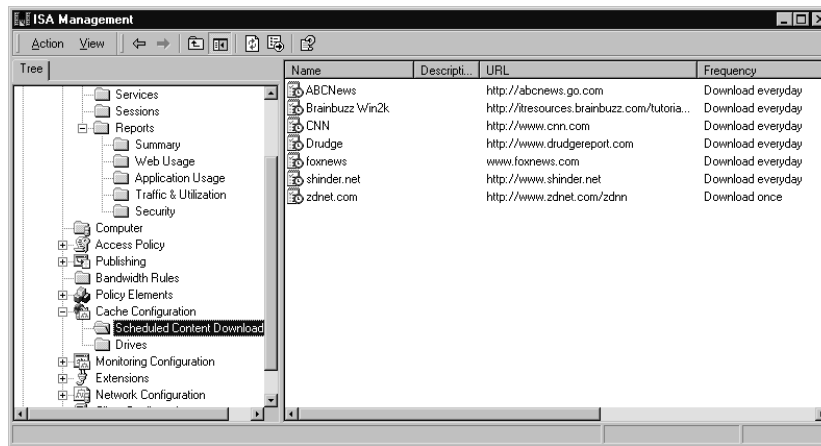 ISA Management
Action View
Tree
Services
Sessions
Reports
Summary
Web Usage
Application Usage
Traffic & Utilization
Security
Computer
Access Policy
Publishing
Bandwidth Rules
Policy Elements
Cache Configuration
Scheduled Content Download
Drives
Monitoring Configuration
Extensions
Network Configuration
Name Descripti... URL Frequency
ABCNews http://abcnews.go.com Download everyday
Brainbuzz Win2k http://itresources.brainbuzz.com/tutoria... Download everyday
CNN http://www.cnn.com Download everyday
Drudge http://www.drudgereport.com Download everyday
foxnews www.foxnews.com Download everyday
shinder.net http://www.shinder.net Download everyday
zdnet.com http://www.zdnet.com/zdnn Download once